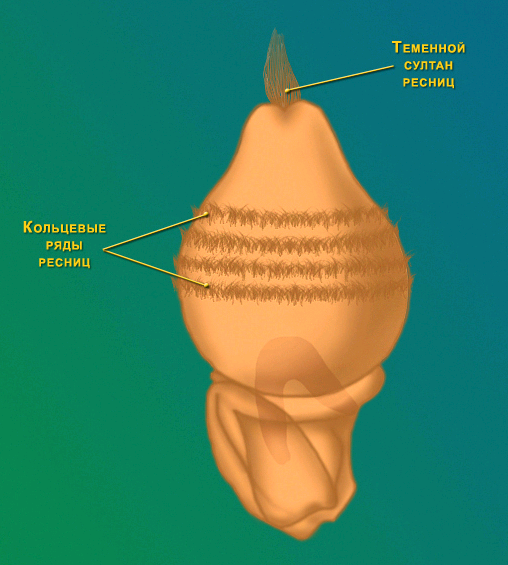 Теменной
султан
ресниц
Кольцевые
ряды
ресниц